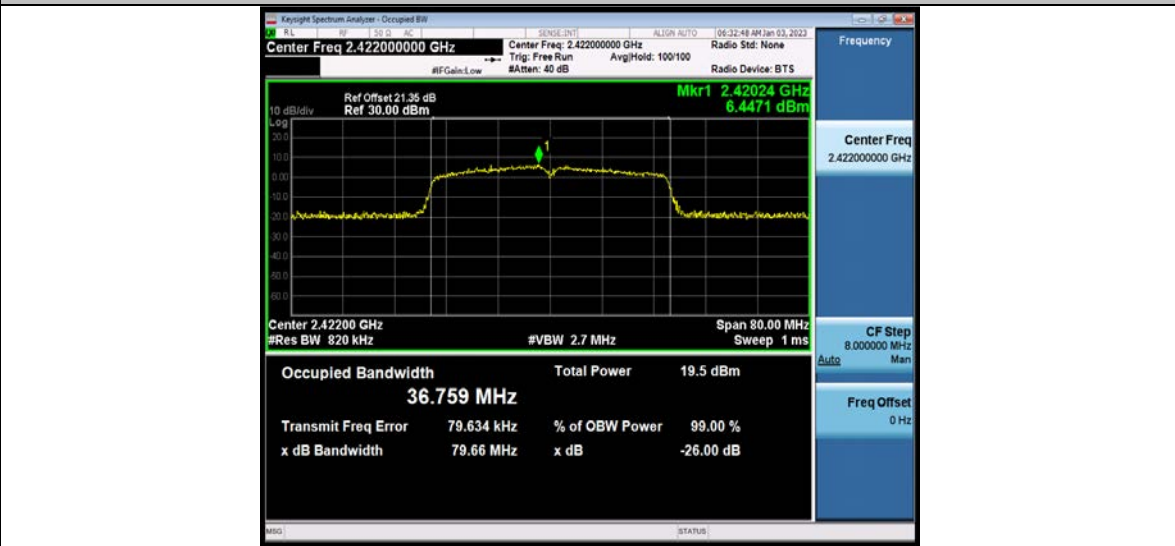 Keysight Spectrum Analyzer - Occupied BW
RL RF 50 Ω AC SENSE:INT ALIGN AUTO 06:32:48 AM Jan 03, 2023
Center Freq 2.422000000 GHz
Center Freq: 2.422000000 GHz
Radio Std: None
Trig: Free Run Avg|Hold: 100/100
#IFGain:Low #Atten: 40 dB Radio Device: BTS
Frequency
Mkr1 2.42024 GHz
6.4471 dBm
Ref Offset 21.35 dB
10 dB/div Ref 30.00 dBm
Log
20.0
10.0
0.00
-10.0
-20.0
-30.0
-40.0
-50.0
-60.0
1
Center 2.42200 GHz Span 80.00 MHz
#Res BW 820 kHz #VBW 2.7 MHz Sweep 1 ms
Center Freq
2.422000000 GHz
CF Step
8.000000 MHz
Auto Man
Freq Offset
0 Hz
Occupied Bandwidth Total Power 19.5 dBm
36.759 MHz
Transmit Freq Error 79.634 kHz % of OBW Power 99.00 %
x dB Bandwidth 79.66 MHz x dB -26.00 dB
MSG STATUS